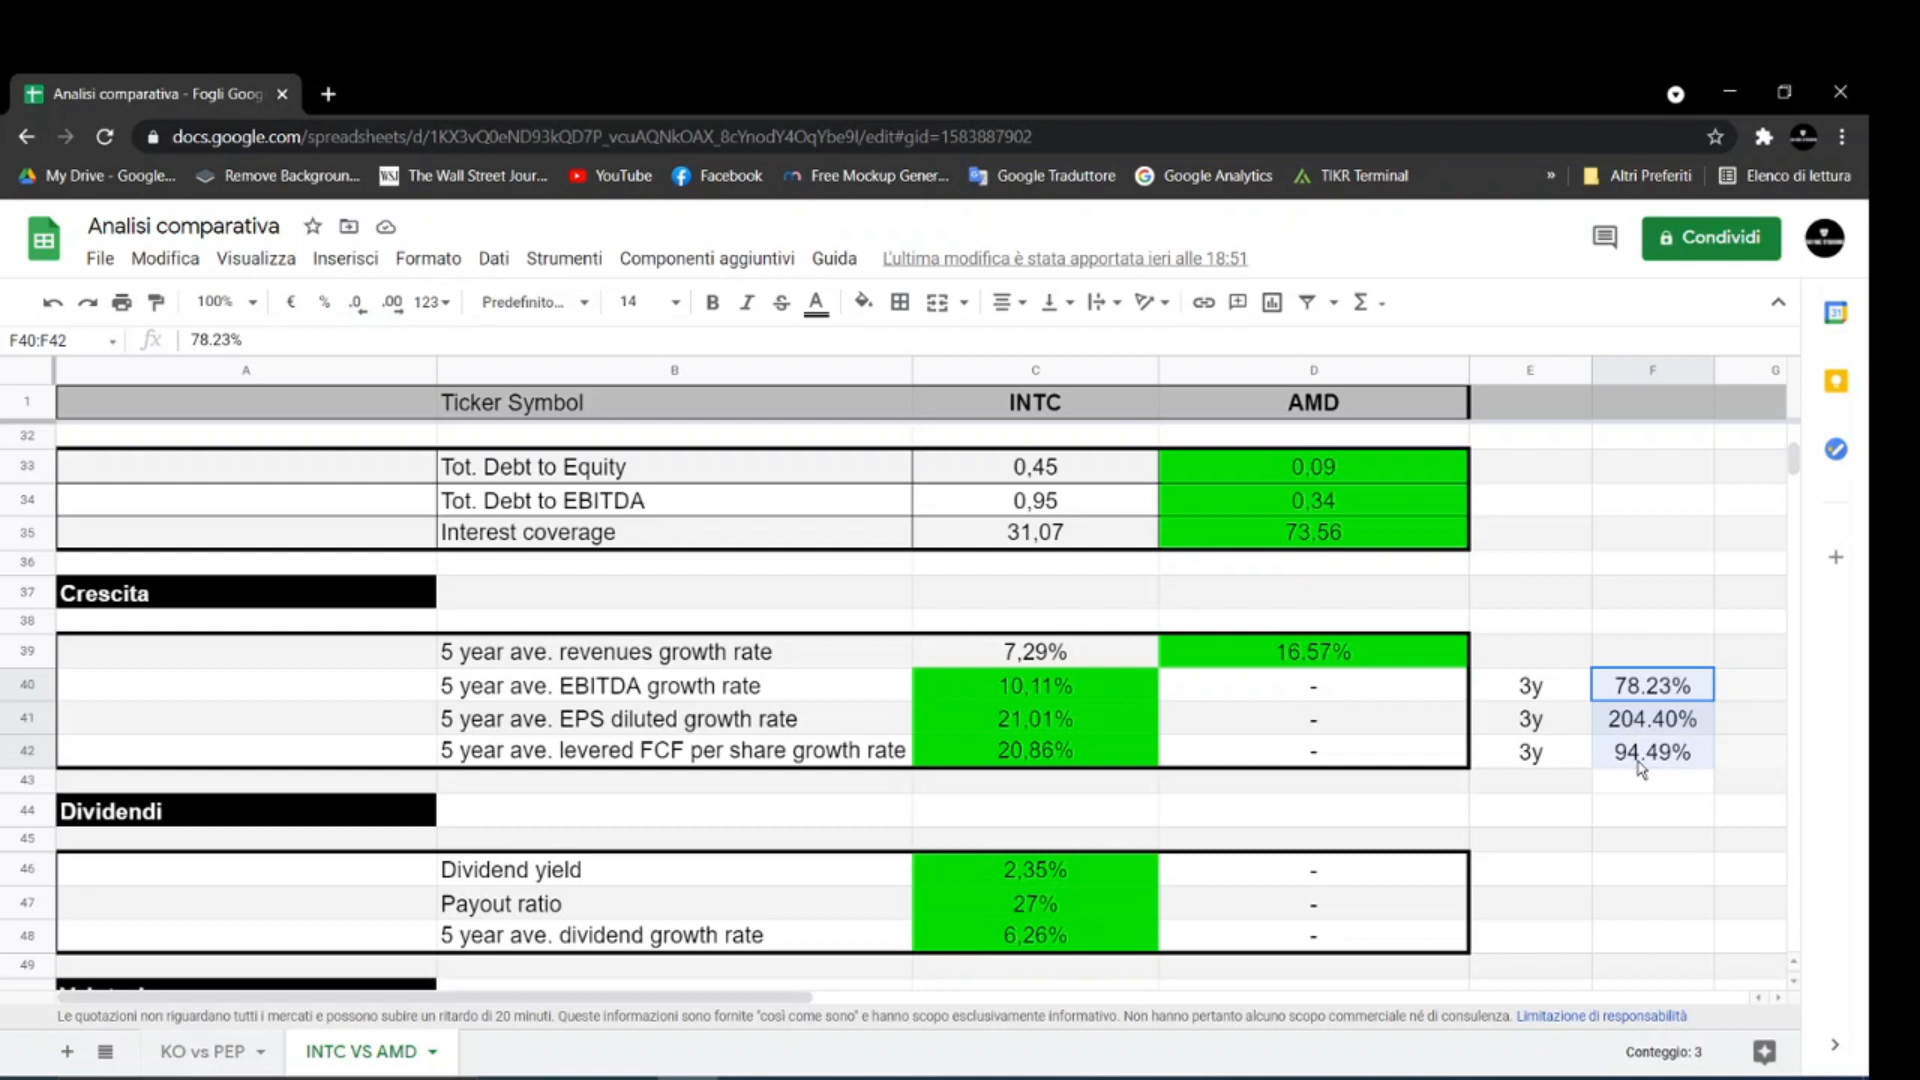 Analisi comparativa - Fogli Goog
docs.google.com/spreadsheets/d/1KX3vQ0eND93kQD7P_vcuAQNkOAX_8cYnodY4OqYbe9I/edit#gid=1583887902
My Drive - Google... Remove Backgroun... WSJ The Wall Street Jour... YouTube Facebook Free Mockup Gener... Google Traduttore Google Analytics TIKR Terminal » Altri Preferiti Elenco di lettura
Analisi comparativa
Condividi
File Modifica Visualizza Inserisci Formato Dati Strumenti Componenti aggiuntivi Guida L'ultima modifica è stata apportata ieri alle 18:51
100% € % .0 .00 123 Predefinito... 14 B I S A Σ
31
F40:F42 fx 78.23%
A B C D E F G
1 Ticker Symbol INTC AMD
32
33 Tot. Debt to Equity 0,45 0,09
34 Tot. Debt to EBITDA 0,95 0,34
35 Interest coverage 31,07 73,56
36
37 Crescita
38
39 5 year ave. revenues growth rate 7,29% 16,57%
40 5 year ave. EBITDA growth rate 10,11% - 3y 78.23%
41 5 year ave. EPS diluted growth rate 21,01% - 3y 204.40%
42 5 year ave. levered FCF per share growth rate 20,86% - 3y 94.49%
43
44 Dividendi
45
46 Dividend yield 2,35% -
47 Payout ratio 27% -
48 5 year ave. dividend growth rate 6,26% -
49
Le quotazioni non riguardano tutti i mercati e possono subire un ritardo di 20 minuti. Queste informazioni sono fornite "così come sono" e hanno scopo esclusivamente informativo. Non hanno pertanto alcuno scopo commerciale né di consulenza. Limitazione di responsabilità
KO vs PEP INTC VS AMD Conteggio: 3